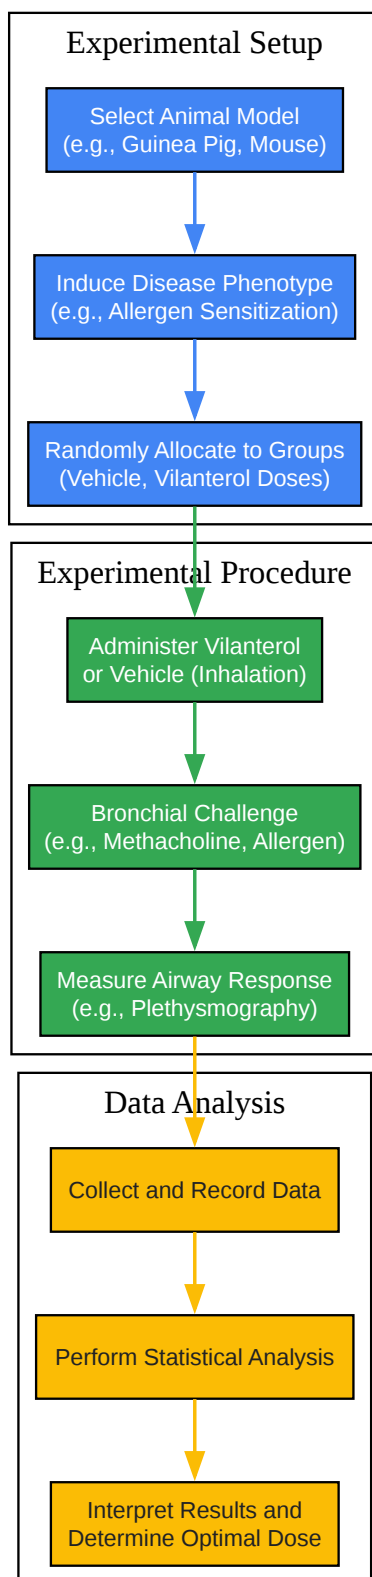 Experimental Setup
Select Animal Model
(e.g., Guinea Pig, Mouse)
Induce Disease Phenotype
(e.g., Allergen Sensitization)
Randomly Allocate to Groups
(Vehicle, Vilanterol Doses)
Experimental Procedure
Administer Vilanterol
or Vehicle (Inhalation)
Bronchial Challenge
(e.g., Methacholine, Allergen)
Measure Airway Response
(e.g., Plethysmography)
Data Analysis
Collect and Record Data
Perform Statistical Analysis
Interpret Results and
Determine Optimal Dose